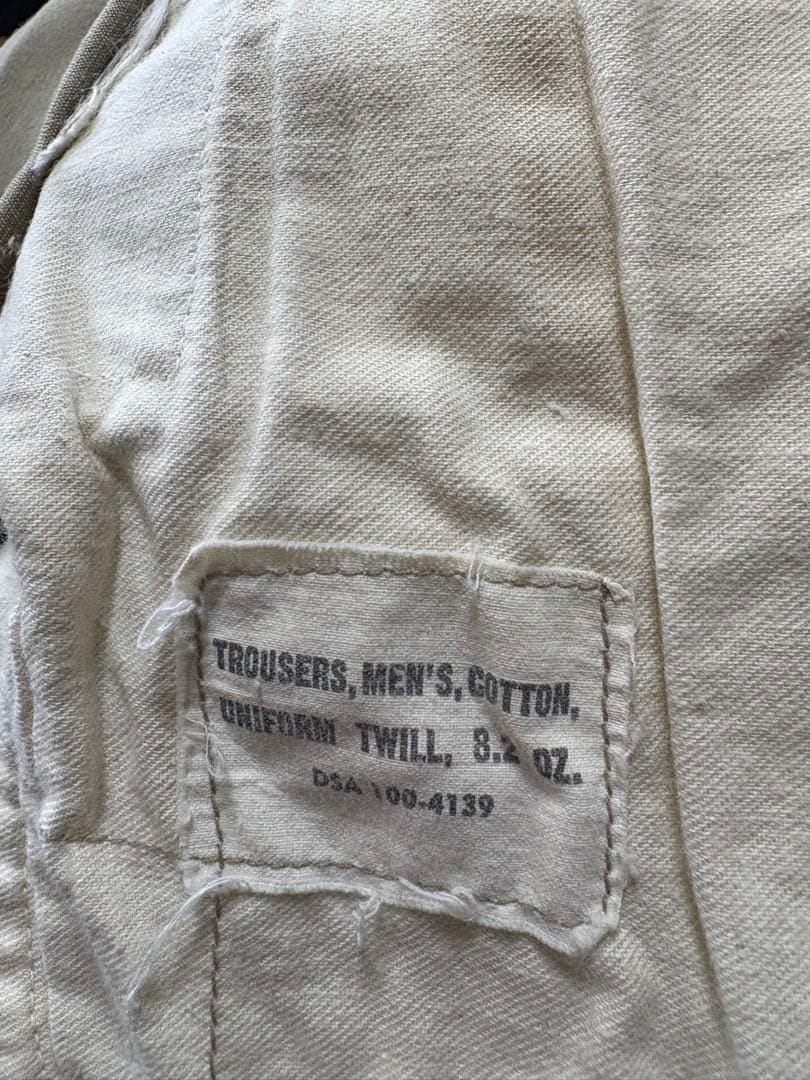 TROUSERS, MEN'S, COTTON,
UNIFORM TWILL, 8.2 OZ.
DSA 100-4139